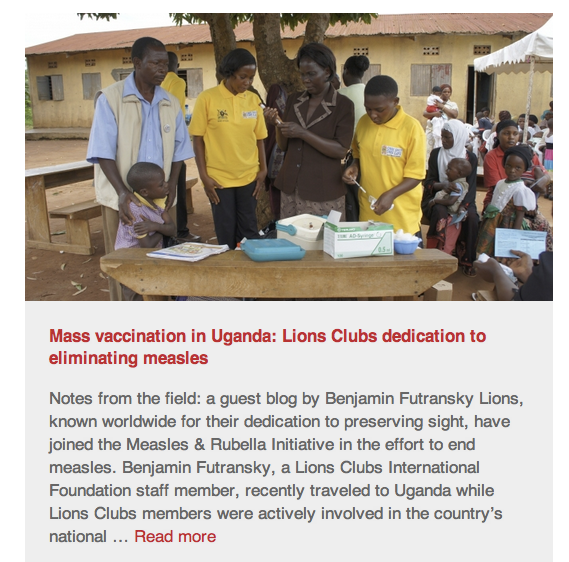 Mass vaccination in Uganda: Lions Clubs dedication to
eliminating measles
Notes from the field: a guest blog by Benjamin Futransky Lions,
known worldwide for their dedication to preserving sight, have
joined the Measles & Rubella Initiative in the effort to end
measles. Benjamin Futransky, a Lions Clubs International
Foundation staff member, recently traveled to Uganda while
Lions Clubs members were actively involved in the country’s
national … Read more